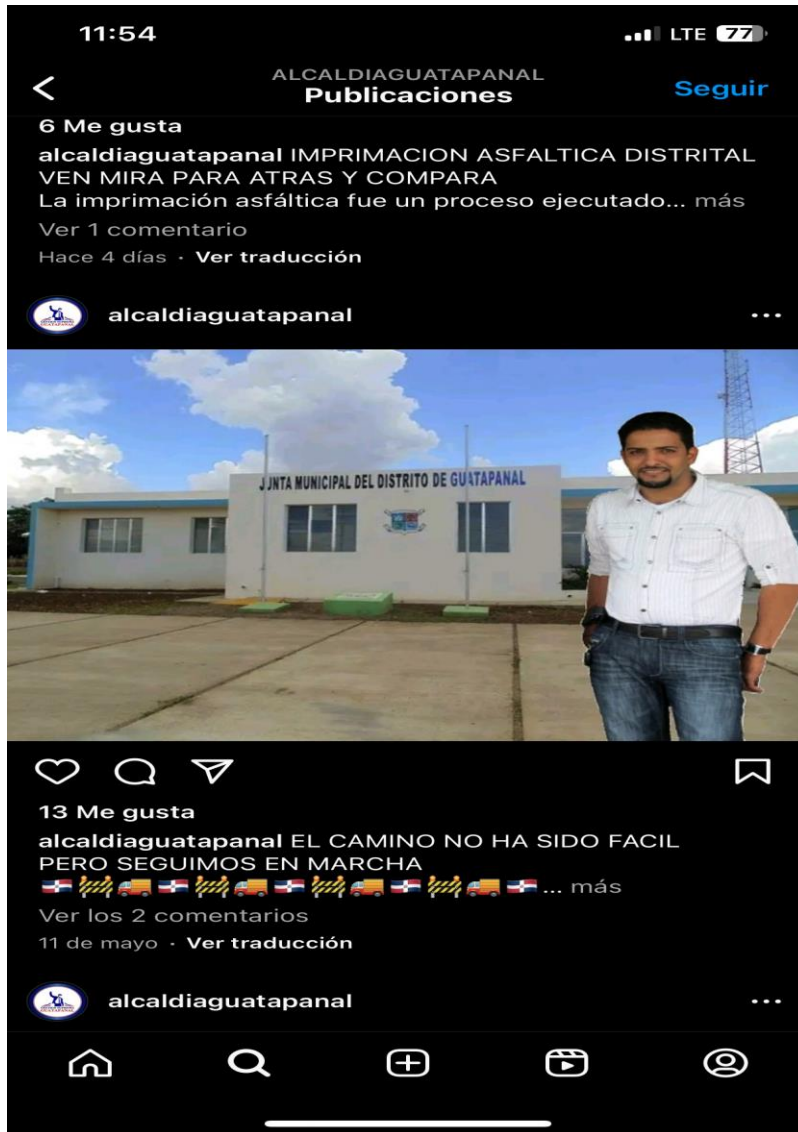 11:54
LTE 77
ALCALDIAGUATAPANAL
Publicaciones
Seguir
6 Me gusta
alcaldiaguatapanal IMPRIMACION ASFALTICA DISTRITAL
VEN MIRA PARA ATRAS Y COMPARA
La imprimación asfáltica fue un proceso ejecutado... más
Ver 1 comentario
Hace 4 días · Ver traducción
alcaldiaguatapanal
JUNTA MUNICIPAL DEL DISTRITO DE GUATAPANAL
13 Me gusta
alcaldiaguatapanal EL CAMINO NO HA SIDO FACIL
PERO SEGUIMOS EN MARCHA
🇩🇴🚧🚚🇩🇴🚧🚚🇩🇴🚧🚚🇩🇴🚧🚚🇩🇴... más
Ver los 2 comentarios
11 de mayo · Ver traducción
alcaldiaguatapanal